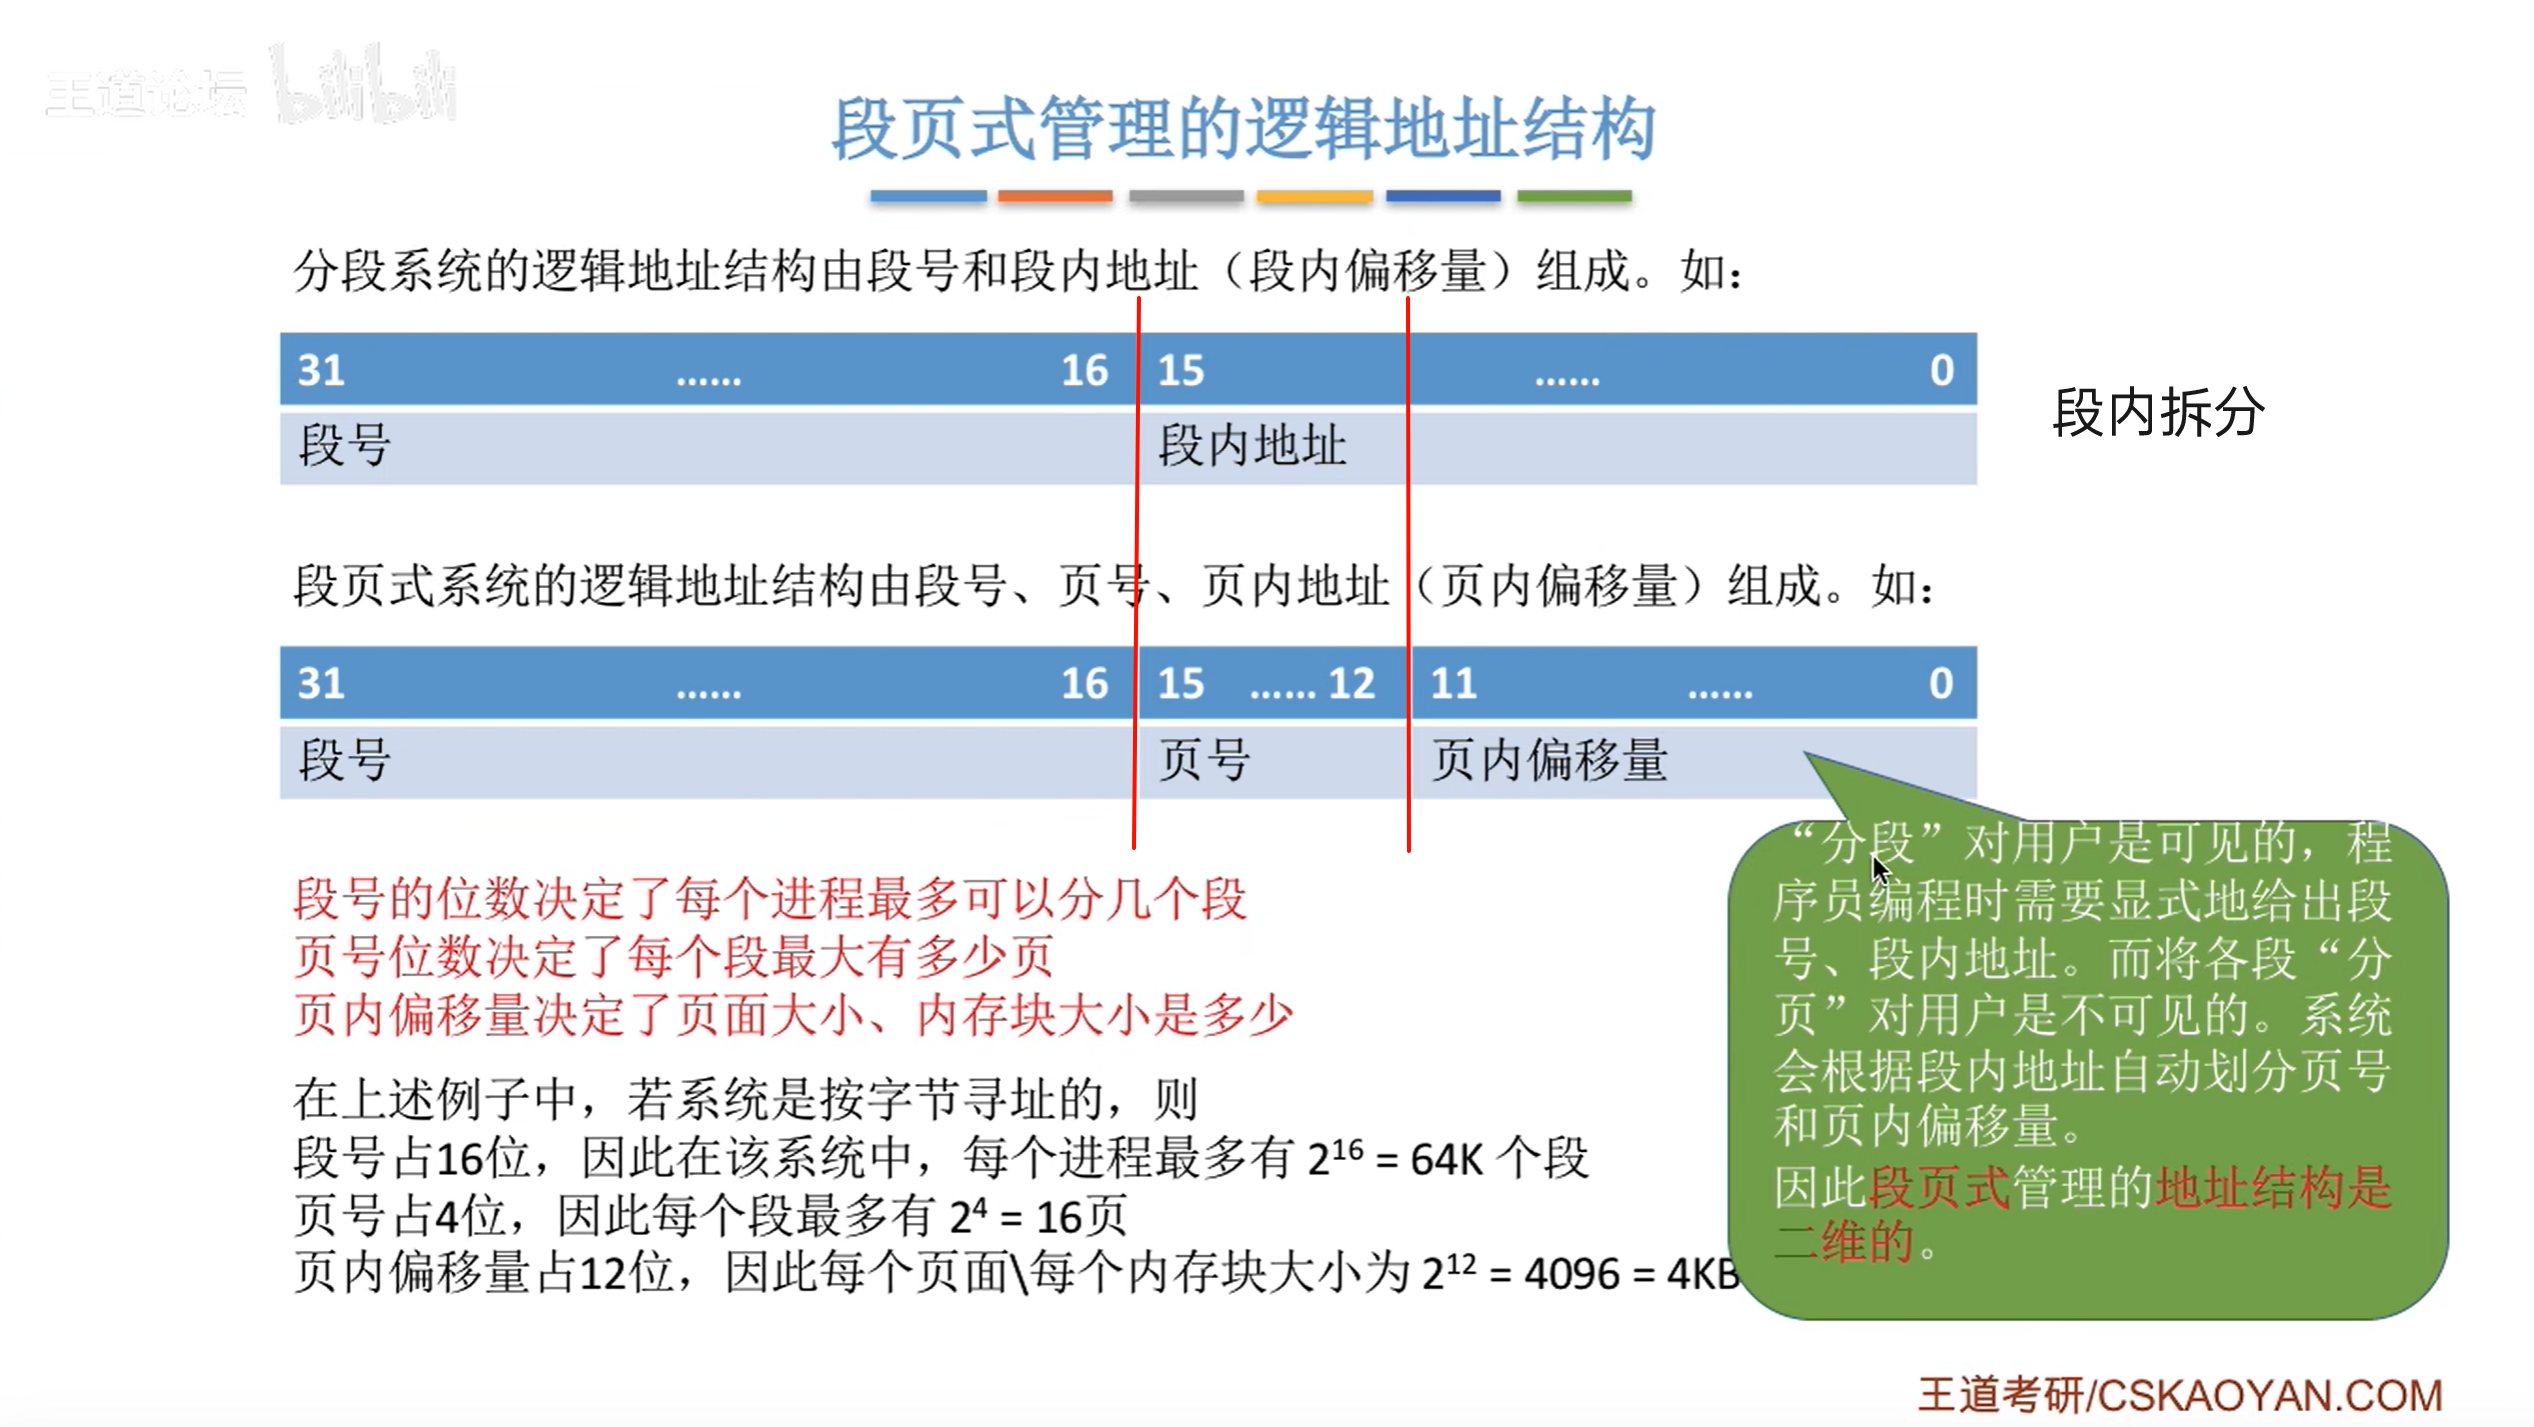 王道论坛 bilibili
段页式管理的逻辑地址结构
分段系统的逻辑地址结构由段号和段内地址（段内偏移量）组成。如：
31 …… 16 15 …… 0
段号 段内地址
段内拆分
段页式系统的逻辑地址结构由段号、页号、页内地址（页内偏移量）组成。如：
31 …… 16 15 …… 12 11 …… 0
段号 页号 页内偏移量
段号的位数决定了每个进程最多可以分几个段
页号位数决定了每个段最大有多少页
页内偏移量决定了页面大小、内存块大小是多少
在上述例子中，若系统是按字节寻址的，则
段号占16位，因此在该系统中，每个进程最多有 2¹⁶ = 64K 个段
页号占4位，因此每个段最多有 2⁴ = 16页
页内偏移量占12位，因此每个页面\每个内存块大小为 2¹² = 4096 = 4KB
“分段”对用户是可见的，程
序员编程时需要显式地给出段
号、段内地址。而将各段“分
页”对用户是不可见的。系统
会根据段内地址自动划分页号
和页内偏移量。
因此段页式管理的地址结构是
二维的。
王道考研/CSKAOYAN.COM